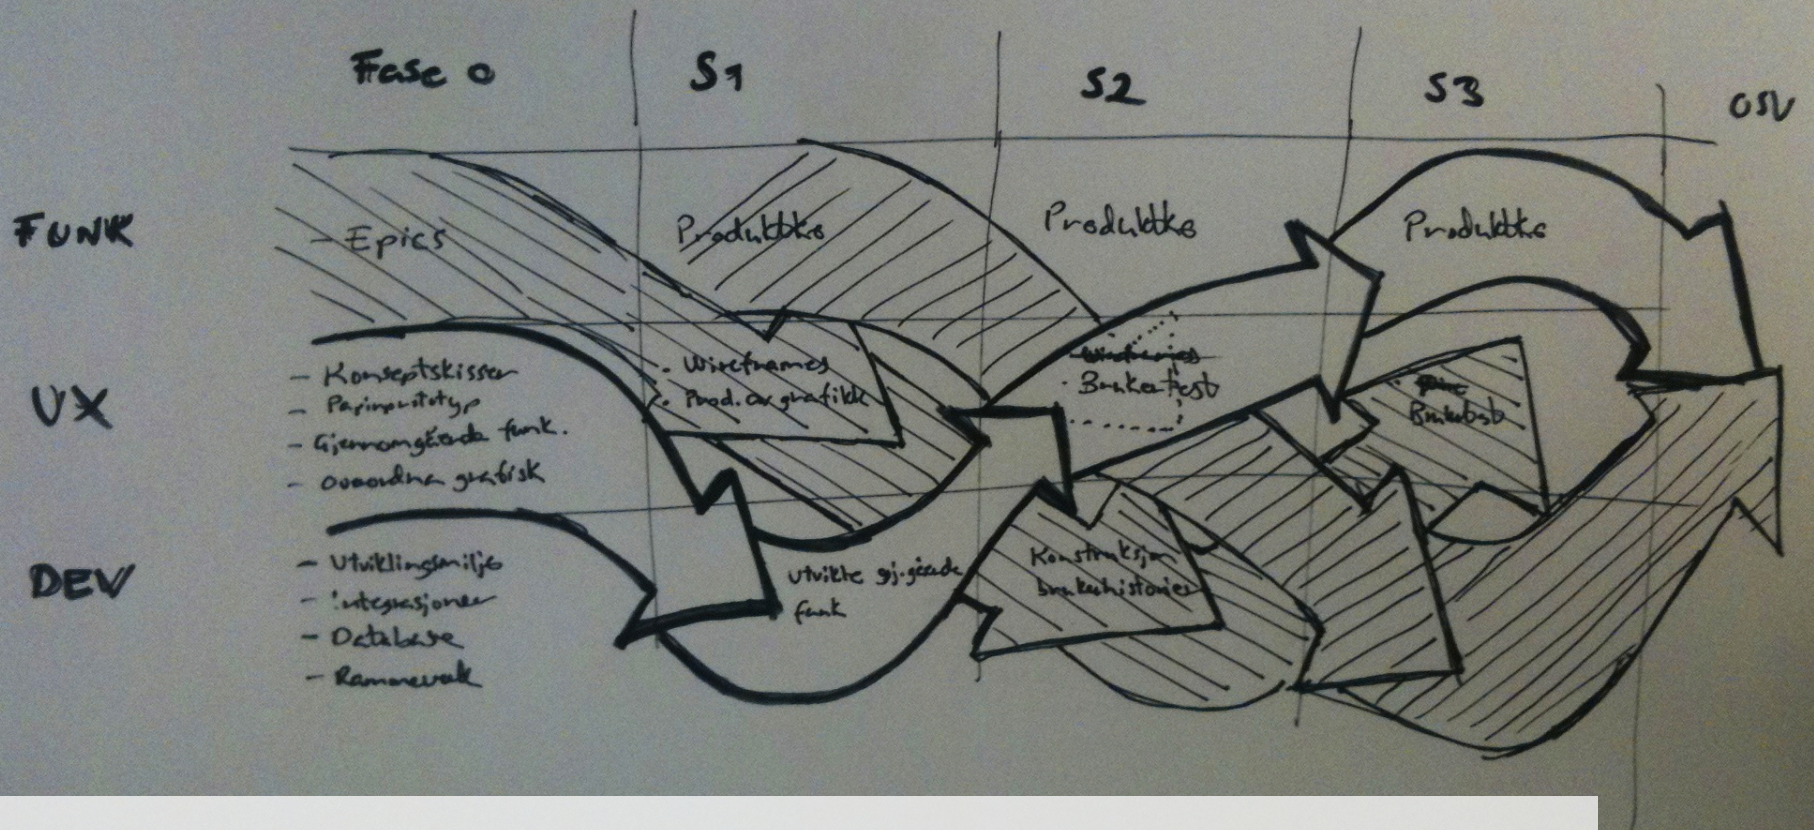 Fase 0 S1 S2 S3 OSV
FUNK
- Epics
Produktkø
Produktkø
Produktkø
UX
- Konseptskisser
- Papirprototyp
- Gjennomgående funk.
- Overordna grafisk
· Wireframes
· Prod. av grafikk
Wireframes
· Brukertest
Brukertest
DEV
- Utviklingsmiljø
- Integrasjoner
- Database
- Rammeverk
Utvikle gj.gående
funk
Konstruksjon
brukerhistorier